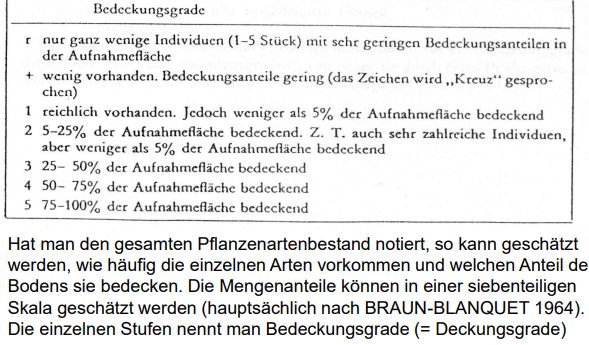 Bedeckungsgrade
r nur ganz wenige Individuen (1–5 Stück) mit sehr geringen Bedeckungsanteilen in
der Aufnahmefläche
+ wenig vorhanden. Bedeckungsanteile gering (das Zeichen wird „Kreuz“ gespro-
chen)
1 reichlich vorhanden. Jedoch weniger als 5% der Aufnahmefläche bedeckend
2 5–25% der Aufnahmefläche bedeckend. Z. T. auch sehr zahlreiche Individuen,
aber weniger als 5% der Aufnahmefläche bedeckend
3 25– 50% der Aufnahmefläche bedeckend
4 50– 75% der Aufnahmefläche bedeckend
5 75-100% der Aufnahmefläche bedeckend
Hat man den gesamten Pflanzenartenbestand notiert, so kann geschätzt
werden, wie häufig die einzelnen Arten vorkommen und welchen Anteil de
Bodens sie bedecken. Die Mengenanteile können in einer siebenteiligen
Skala geschätzt werden (hauptsächlich nach BRAUN-BLANQUET 1964).
Die einzelnen Stufen nennt man Bedeckungsgrade (= Deckungsgrade)